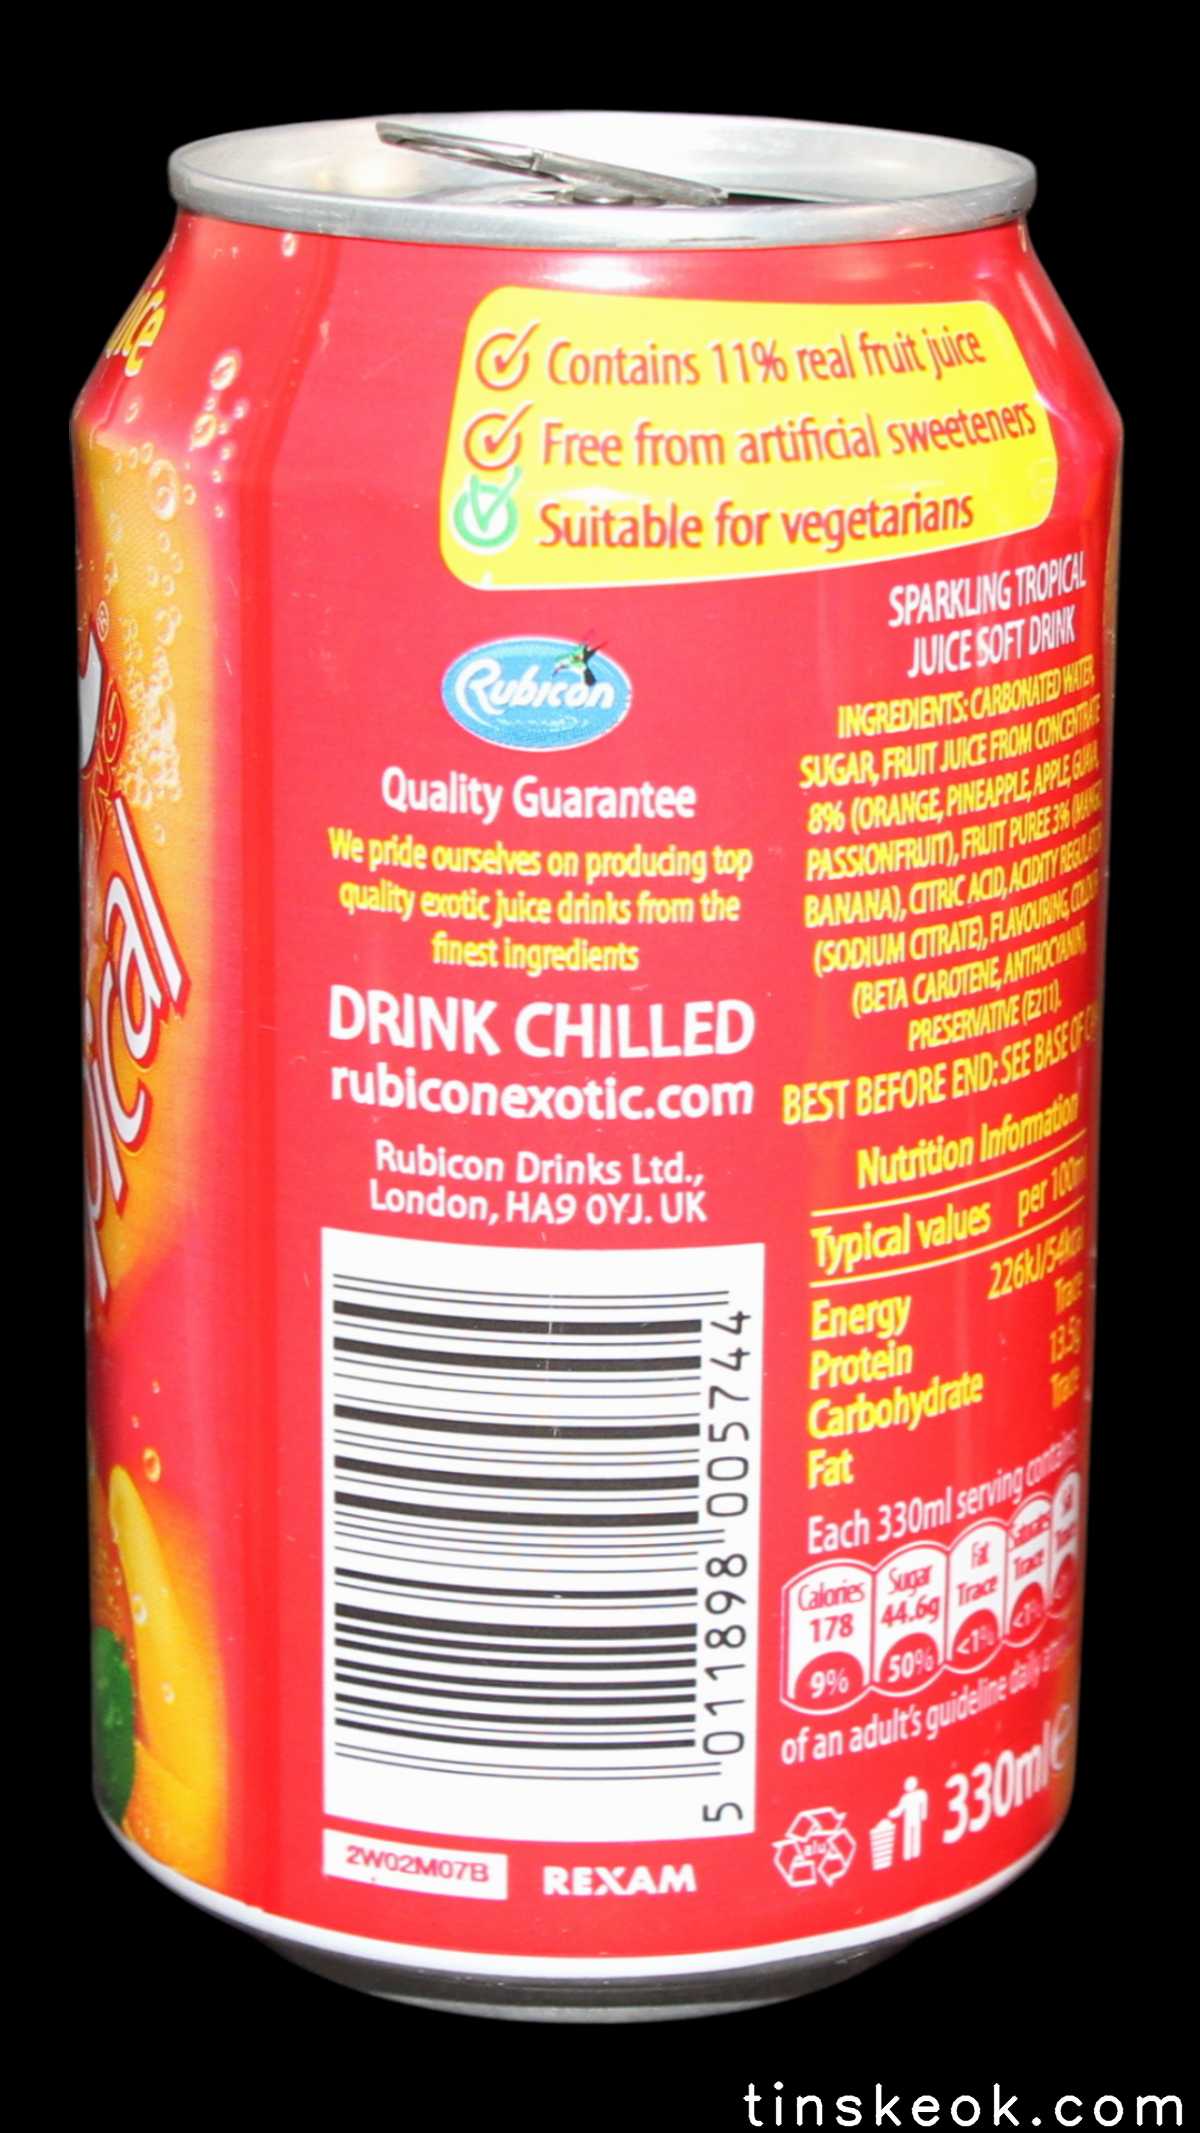 Contains 11% real fruit juice
Free from artificial sweeteners
Suitable for vegetarians
Rubicon
Quality Guarantee
We pride ourselves on producing top
quality exotic juice drinks from the
finest ingredients
DRINK CHILLED
rubiconexotic.com
Rubicon Drinks Ltd.,
London, HA9 0YJ. UK
5 011898 005744
2W02M07B
REXAM
SPARKLING TROPICAL
JUICE SOFT DRINK
INGREDIENTS: CARBONATED WATER,
SUGAR, FRUIT JUICE FROM CONCENTRATE
8% (ORANGE, PINEAPPLE, APPLE, GUAVA,
PASSIONFRUIT), FRUIT PUREE 3% (MANGO,
BANANA), CITRIC ACID, ACIDITY
(SODIUM CITRATE), FLAVOURING,
(BETA CAROTENE, ANTHOCYANIN),
PRESERVATIVE (E211).
BEST BEFORE END: SEE BASE OF
Nutrition Information
Typical values per 100ml
Energy 226kJ/54kcal
Protein Trace
Carbohydrate 13.5g
Fat Trace
Each 330ml serving contains
Calories 178 9%
Sugar 44.6g 50%
Fat Trace <1%
Saturates Trace <1%
of an adult's guideline daily
alu
330ml e
tinskeok.com